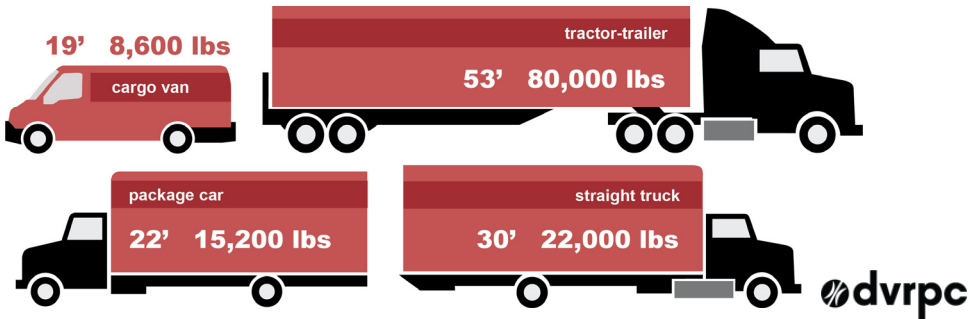 19’ 8,600 lbs
cargo van
tractor-trailer
53’ 80,000 lbs
package car
22’ 15,200 lbs
straight truck
30’ 22,000 lbs
dvrpc